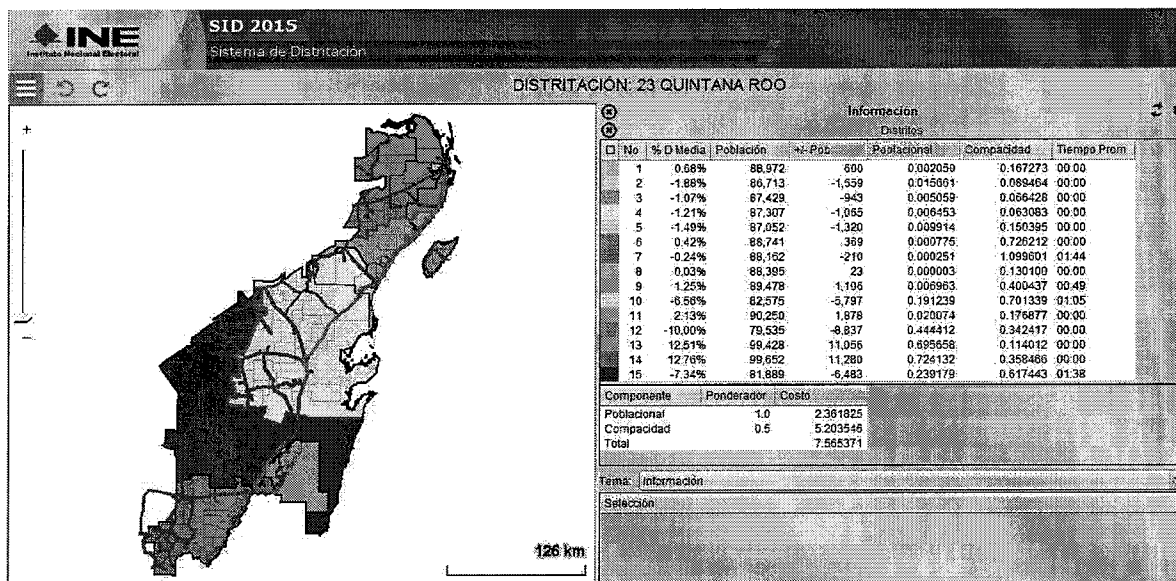 INE
Instituto Nacional Electoral
SID 2015
Sistema de Distritación
DISTRITACIÓN: 23 QUINTANA ROO
+
−
126 km
Información
Distritos
No % D Media Población +/- Pob. Poblacional Compacidad Tiempo Prom
1 0.68% 88,972 600 0.002059 0.167273 00:00
2 -1.88% 86,713 -1,659 0.015661 0.089464 00:00
3 -1.07% 87,429 -943 0.005059 0.066428 00:00
4 -1.21% 87,307 -1,065 0.006453 0.063083 00:00
5 -1.49% 87,052 -1,320 0.009914 0.150395 00:00
6 0.42% 88,741 369 0.000775 0.726212 00:00
7 -0.24% 88,162 -210 0.000251 1.099601 01:44
8 0.03% 88,395 23 0.000003 0.130100 00:00
9 1.25% 89,478 1,106 0.006963 0.400437 00:49
10 -6.56% 82,575 -5,797 0.191239 0.701339 01:05
11 2.13% 90,250 1,878 0.020074 0.176877 00:00
12 -10.00% 79,535 -8,837 0.444412 0.342417 00:00
13 12.51% 99,428 11,056 0.695658 0.114012 00:00
14 12.76% 99,652 11,280 0.724132 0.358466 00:00
15 -7.34% 81,889 -6,483 0.239179 0.617443 01:38
Componente Ponderador Costo
Poblacional 1.0 2.361825
Compacidad 0.5 5.203546
Total 7.565371
Tema: Información
Selección